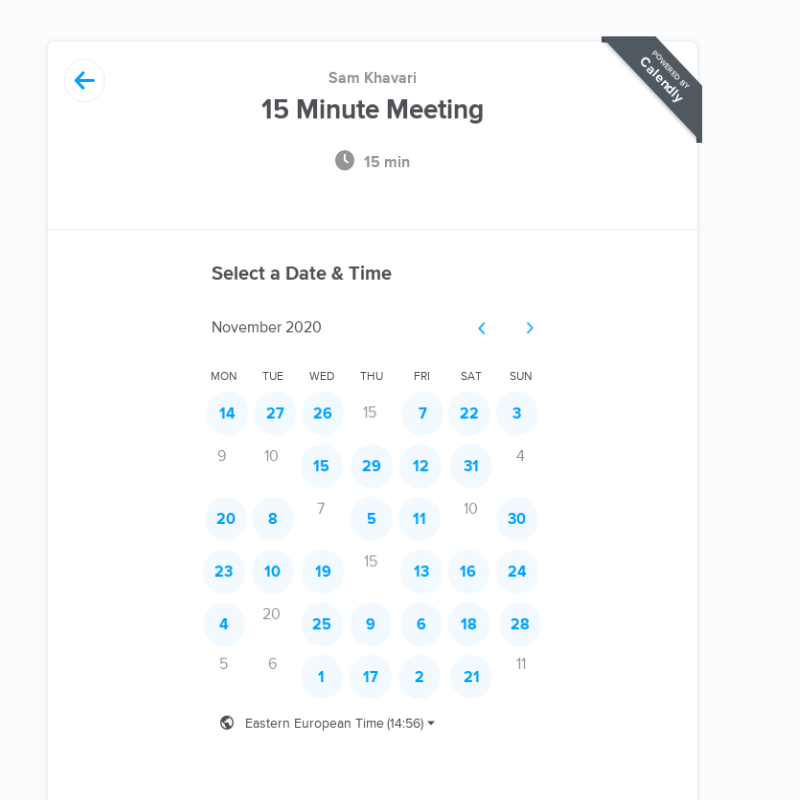 POWERED BY
Calendly
Sam Khavari
15 Minute Meeting
15 min
Select a Date & Time
November 2020
MON TUE WED THU FRI SAT SUN
14 27 26 15 7 22 3
9 10 15 29 12 31 4
20 8 7 5 11 10 30
23 10 19 15 13 16 24
4 20 25 9 6 18 28
5 6 1 17 2 21 11
Eastern European Time (14:56)